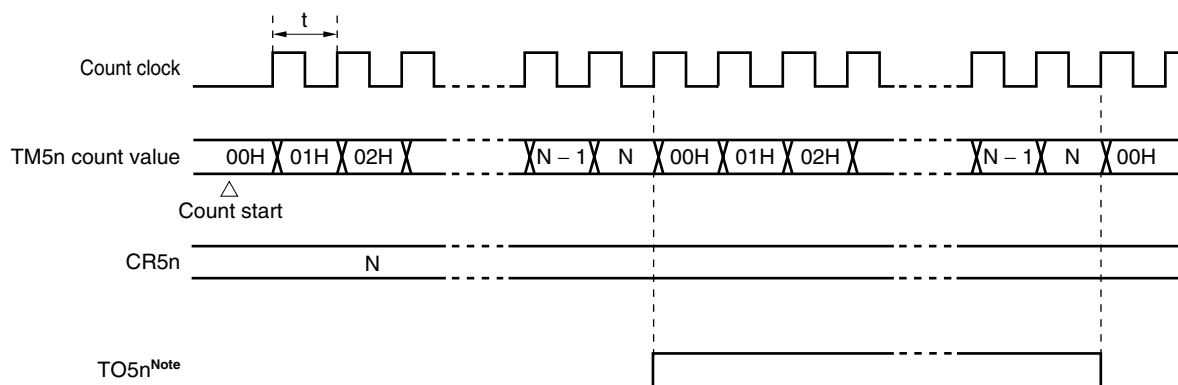 t
Count clock
TM5n count value 00H 01H 02H N – 1 N 00H 01H 02H N – 1 N 00H
Count start
CR5n N
TO5nNote